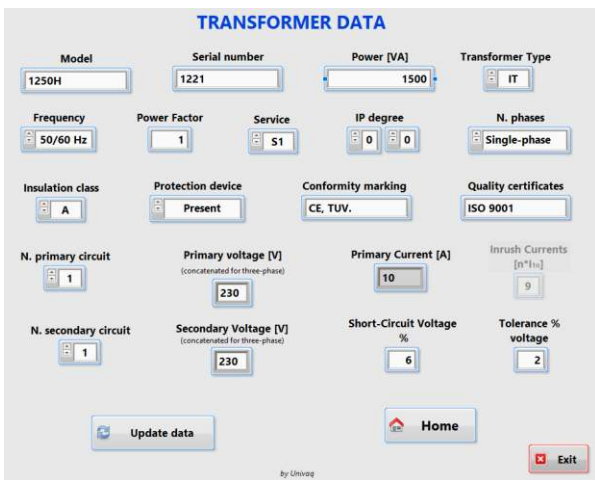 TRANSFORMER DATA
Model Serial number Power [VA] Transformer Type
1250H 1221 1500 IT
Frequency Power Factor Service IP degree N. phases
50/60 Hz 1 S1 0 0 Single-phase
Insulation class Protection device Conformity marking Quality certificates
A Present CE, TUV. ISO 9001
N. primary circuit Primary voltage [V] Primary Current [A] Inrush Currents
(concatenated for three-phase) [n*I1n]
1 230 10 9
N. secondary circuit Secondary Voltage [V] Short-Circuit Voltage Tolerance %
(concatenated for three-phase) % voltage
1 230 6 2
Update data Home
Exit
by Univaq